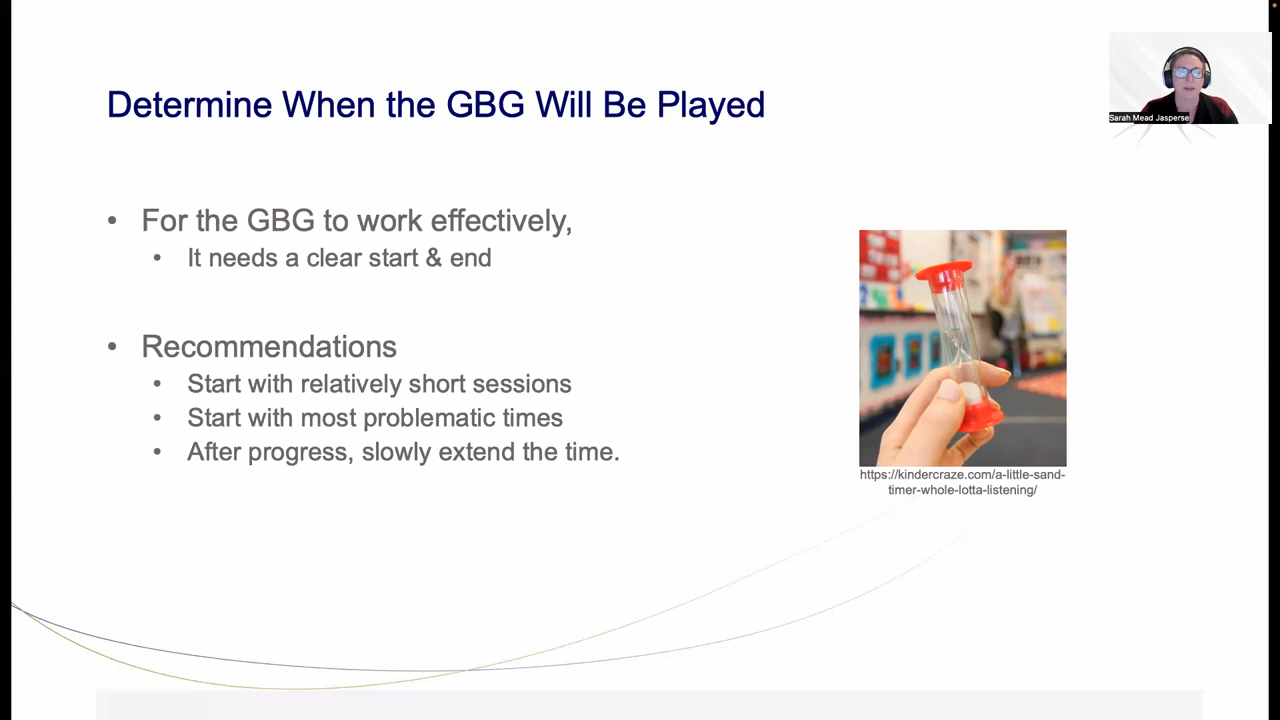 Determine When the GBG Will Be Played
Sarah Mead Jasperse
• For the GBG to work effectively,
• It needs a clear start & end
• Recommendations
• Start with relatively short sessions
• Start with most problematic times
• After progress, slowly extend the time.
https://kindercraze.com/a-little-sand-
timer-whole-lotta-listening/